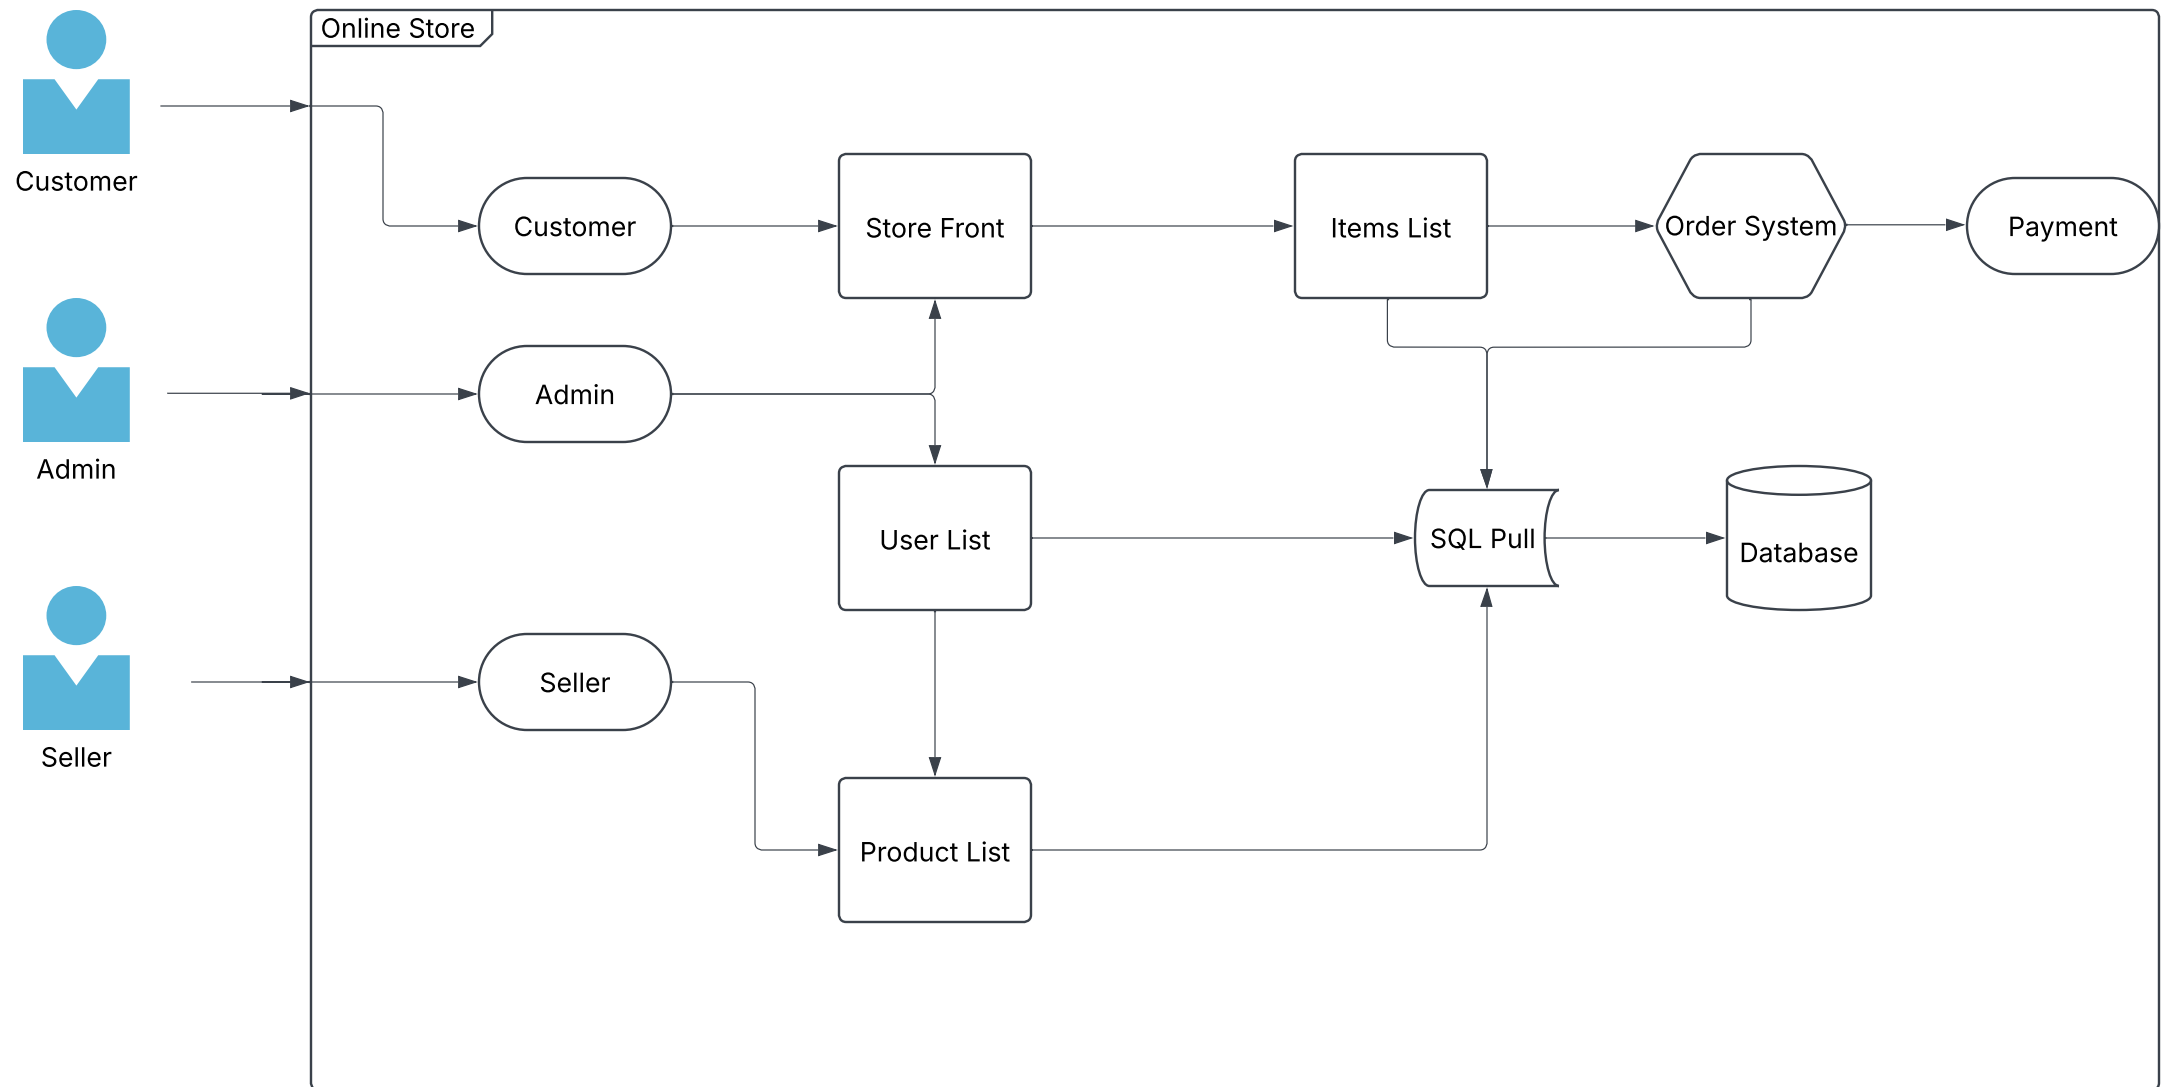 Online Store
Customer
Customer
Store Front
Items List
Order System
Payment
Admin
Admin
User List
SQL Pull
Database
Seller
Seller
Product List